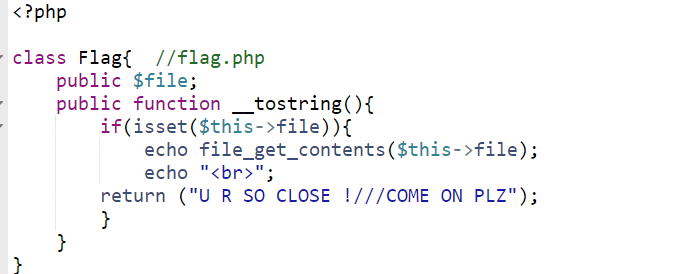 <?php
class Flag{  //flag.php
    public $file;
    public function __tostring(){
        if(isset($this->file)){
            echo file_get_contents($this->file);
            echo "<br>";
        return ("U R SO CLOSE !///COME ON PLZ");
        }
    }
}